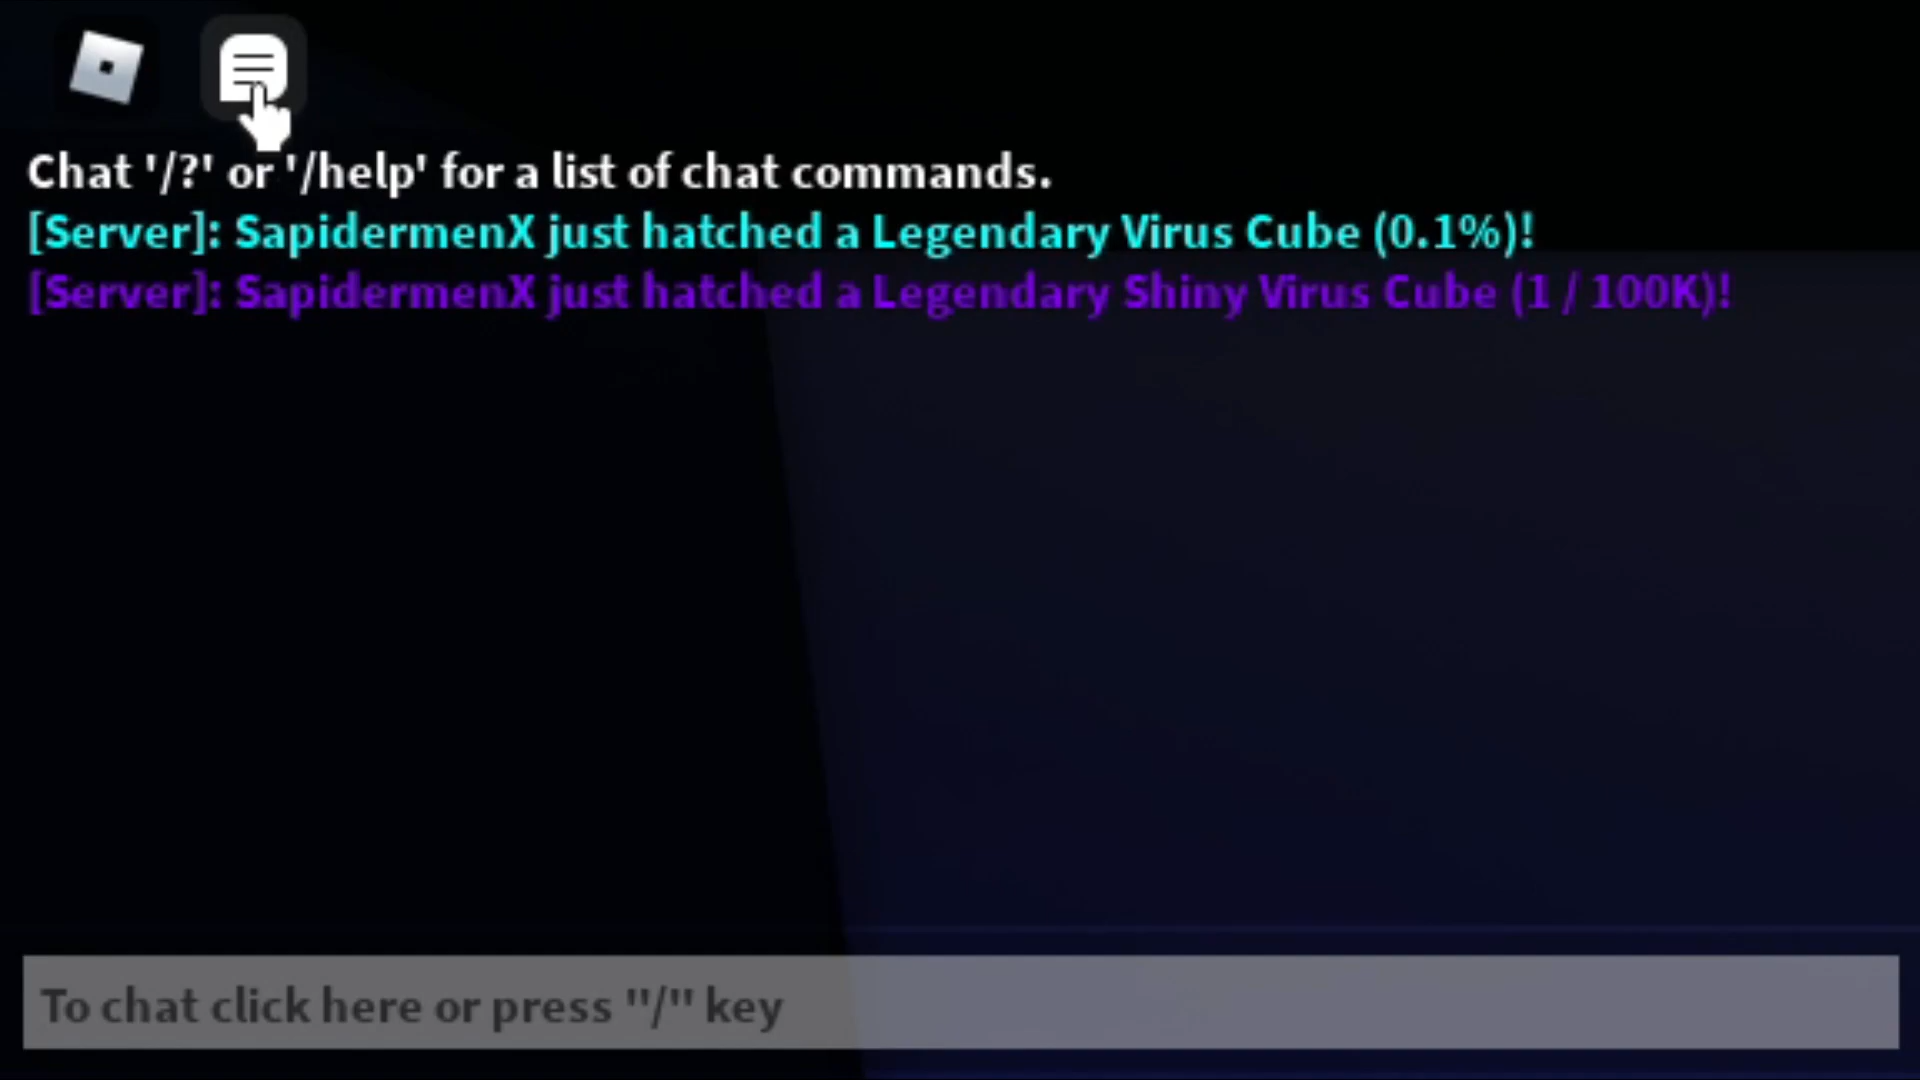 Chat '/?' or '/help' for a list of chat commands.
[Server]: SapidermenX just hatched a Legendary Virus Cube (0.1%)!
[Server]: SapidermenX just hatched a Legendary Shiny Virus Cube (1 / 100K)!
To chat click here or press "/" key